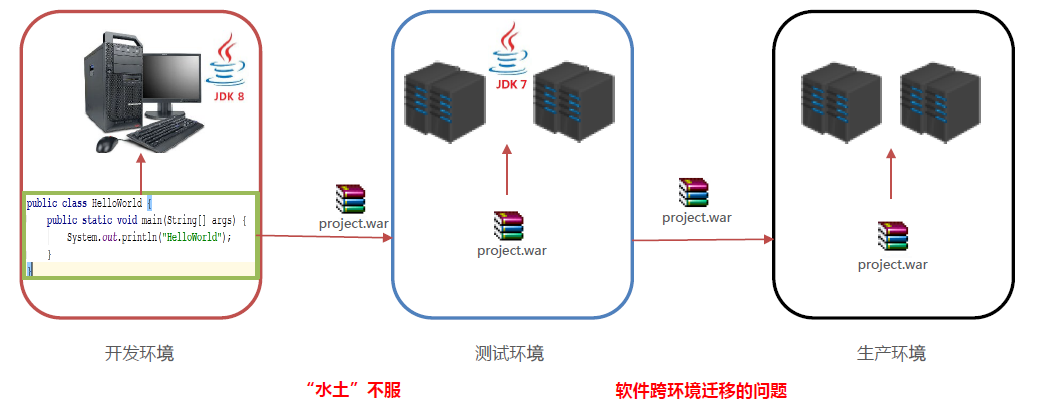 JDK 8
public class HelloWorld {
public static void main(String[] args) {
System.out.println("HelloWorld");
}
}
project.war
JDK 7
project.war
project.war
project.war
开发环境
测试环境
生产环境
“水土”不服
软件跨环境迁移的问题